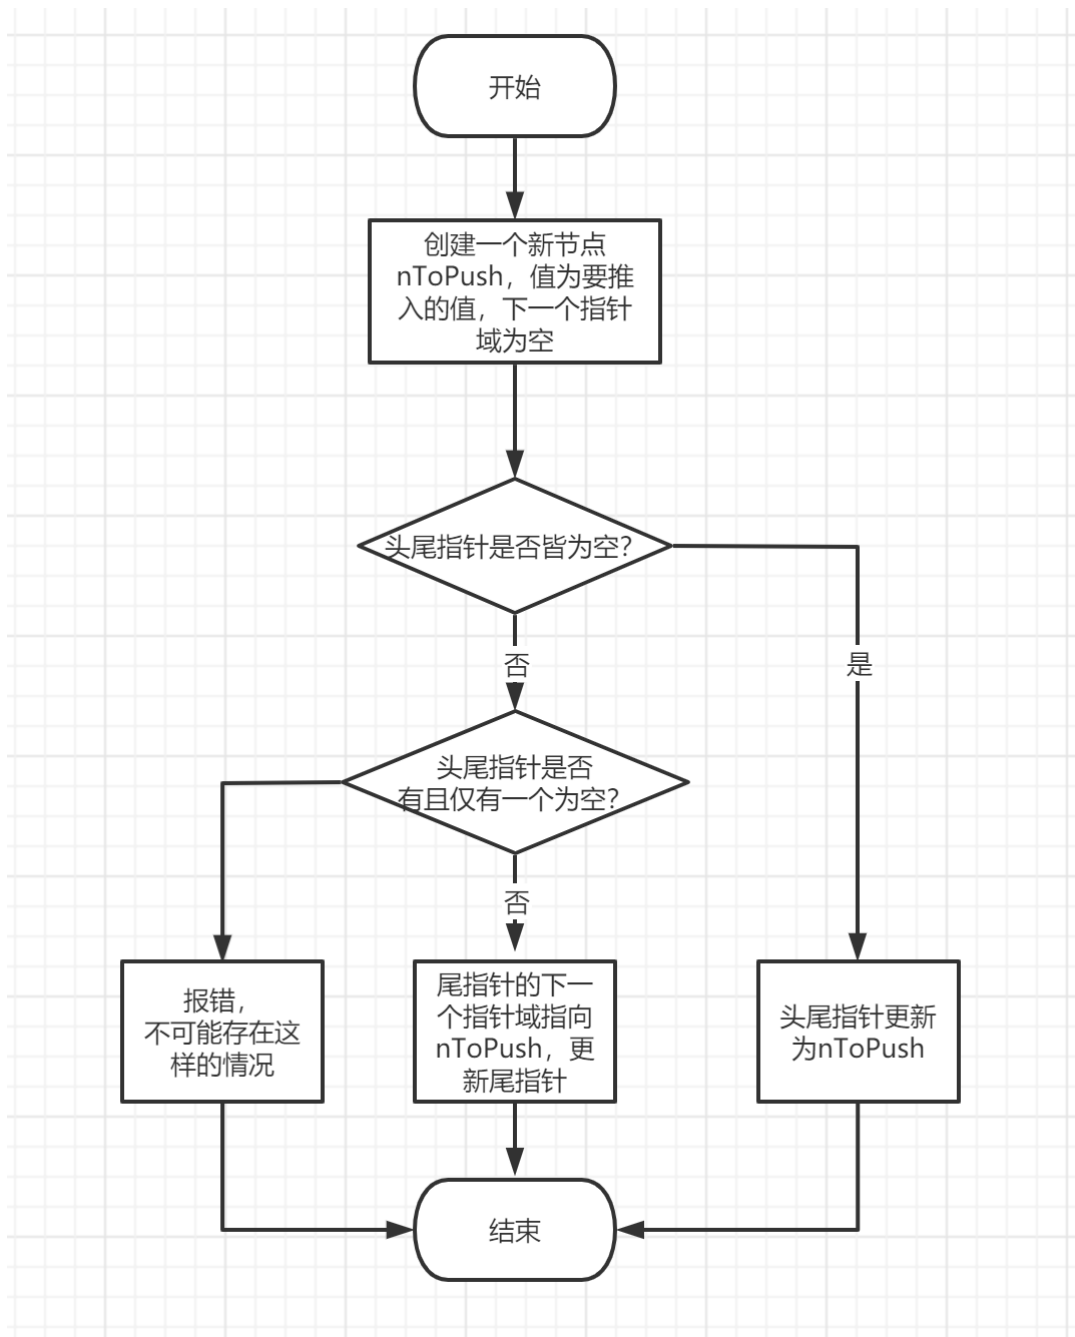 开始
创建一个新节点
nToPush，值为要推
入的值，下一个指针
域为空
头尾指针是否皆为空？
否
是
头尾指针是否
有且仅有一个为空？
否
报错，
不可能存在这
样的情况
尾指针的下一
个指针域指向
nToPush，更
新尾指针
头尾指针更新
为nToPush
结束